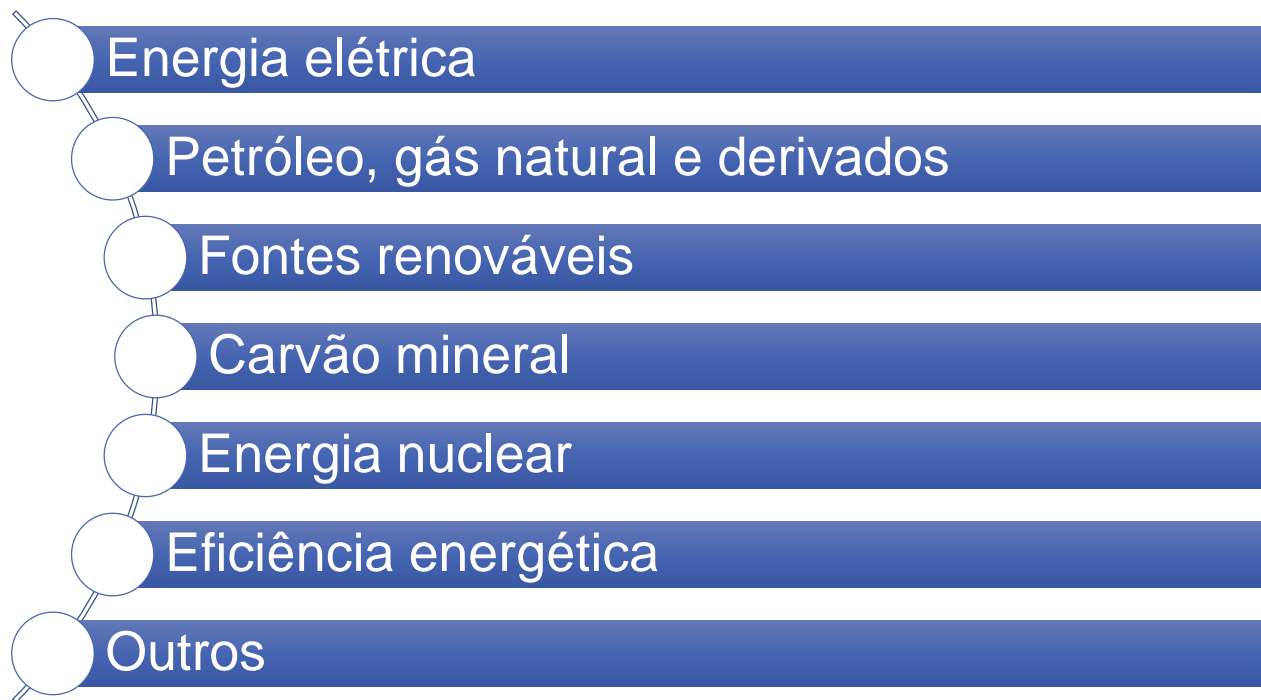 Energia elétrica
Petróleo, gás natural e derivados
Fontes renováveis
Carvão mineral
Energia nuclear
Eficiência energética
Outros